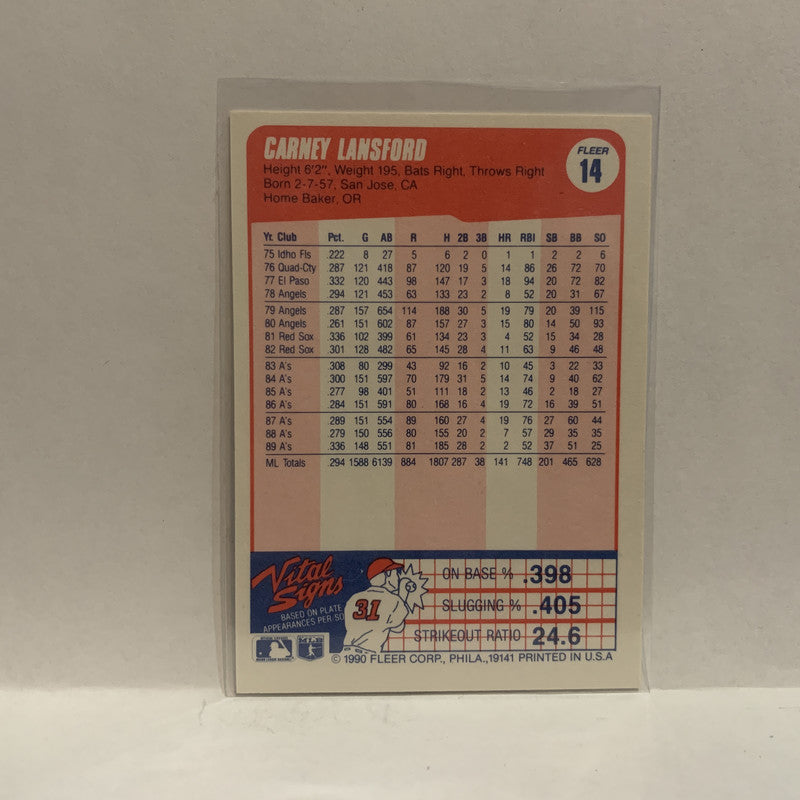 CARNEY LANSFORD
Height 6'2", Weight 195, Bats Right, Throws Right
Born 2-7-57, San Jose, CA
Home Baker, OR
FLEER
14
Yr. Club Pct. G AB R H 2B 3B HR RBI SB BB SO
75 Idho Fls .222 8 27 5 6 2 0 1 1 2 2 6
76 Quad-Cty .287 121 418 87 120 19 5 14 86 26 72 70
77 El Paso .332 120 443 98 147 17 3 18 94 20 72 82
78 Angels .294 121 453 63 133 23 2 8 52 20 31 67
79 Angels .287 157 654 114 188 30 5 19 79 20 39 115
80 Angels .261 151 602 87 157 27 3 15 80 14 50 93
81 Red Sox .336 102 399 61 134 23 3 4 52 15 34 28
82 Red Sox .301 128 482 65 145 28 4 11 63 9 46 48
83 A's .308 80 299 43 92 16 2 10 45 3 22 33
84 A's .300 151 597 70 179 31 5 14 74 9 40 62
85 A's .277 98 401 51 111 18 2 13 46 2 18 27
86 A's .284 151 591 80 168 16 4 19 72 16 39 51
87 A's .289 151 554 89 160 27 4 19 76 27 60 44
88 A's .279 150 556 80 155 20 2 7 57 29 35 35
89 A's .336 148 551 81 185 28 2 2 52 37 51 25
ML Totals .294 1588 6139 884 1807 287 38 141 748 201 465 628
Vital
Signs
BASED ON PLATE
APPEARANCES PER SO
31
ON BASE % .398
SLUGGING % .405
STRIKEOUT RATIO 24.6
MLB
© 1990 FLEER CORP., PHILA.,19141 PRINTED IN U.S.A